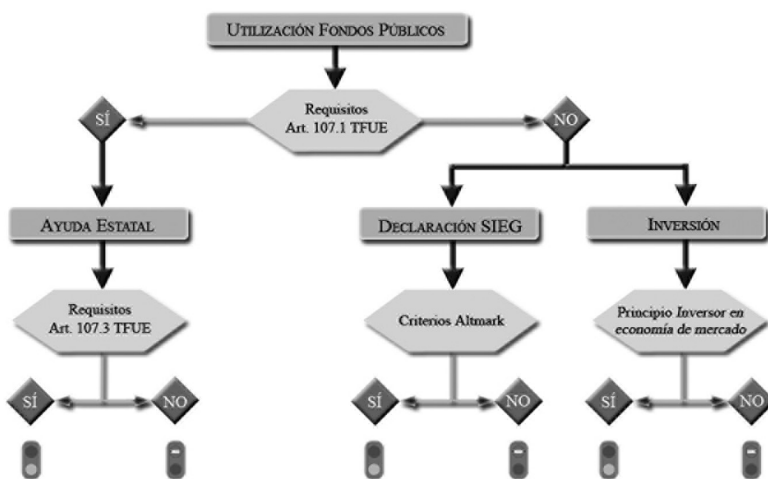 UTILIZACIÓN FONDOS PÚBLICOS
Requisitos
Art. 107.1 TFUE
SÍ
NO
AYUDA ESTATAL
DECLARACIÓN SIEG
INVERSIÓN
Requisitos
Art. 107.3 TFUE
Criterios Altmark
Principio Inversor en
economía de mercado
SÍ
NO
SÍ
NO
SÍ
NO